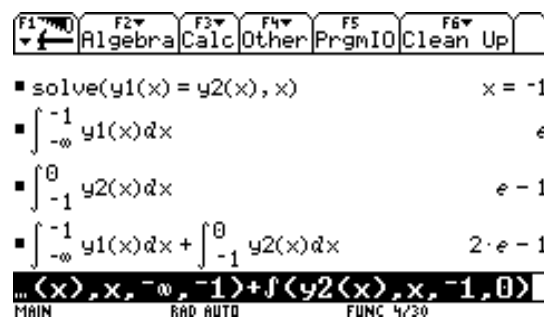 F1 F2▼ F3▼ F4▼ F5 F6▼
Algebra Calc Other PrgmIO Clean Up
▪ solve(y1(x) = y2(x), x) x = ⁻1
▪ ∫ ⁻1 ⁻∞ y1(x)dx e
▪ ∫ 0 ⁻1 y2(x)dx e - 1
▪ ∫ ⁻1 ⁻∞ y1(x)dx + ∫ 0 ⁻1 y2(x)dx 2·e - 1
…(x),x,⁻∞,⁻1)+∫(y2(x),x,⁻1,0)
MAIN RAD AUTO FUNC 4/30